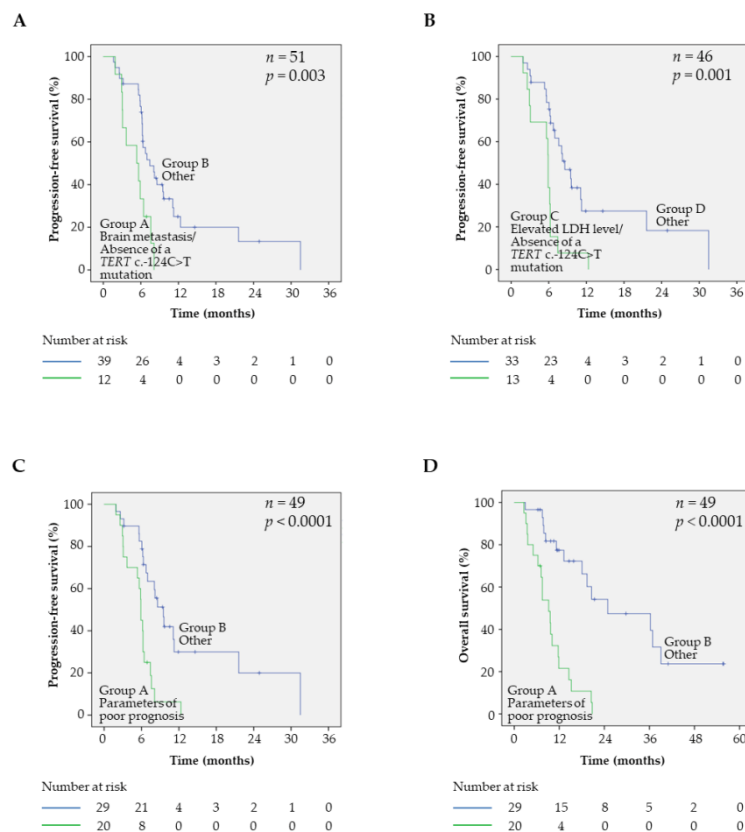 A
Progression-free survival (%)
100
80
60
40
20
0
n = 51
p = 0.003
Group B
Other
Group A
Brain metastasis/
Absence of a
TERT c.-124C>T
mutation
0 6 12 18 24 30 36
Time (months)
Number at risk
39 26 4 3 2 1 0
12 4 0 0 0 0 0
B
Progression-free survival (%)
100
80
60
40
20
0
n = 46
p = 0.001
Group D
Other
Group C
Elevated LDH level/
Absence of a
TERT c.-124C>T
mutation
0 6 12 18 24 30 36
Time (months)
Number at risk
33 23 4 3 2 1 0
13 4 0 0 0 0 0
C
Progression-free survival (%)
100
80
60
40
20
0
n = 49
p < 0.0001
Group B
Other
Group A
Parameters of
poor prognosis
0 6 12 18 24 30 36
Time (months)
Number at risk
29 21 4 3 2 1 0
20 8 0 0 0 0 0
D
Overall survival (%)
100
80
60
40
20
0
n = 49
p < 0.0001
Group B
Other
Group A
Parameters of
poor prognosis
0 12 24 36 48 60
Time (months)
Number at risk
29 15 8 5 2 0
20 4 0 0 0 0